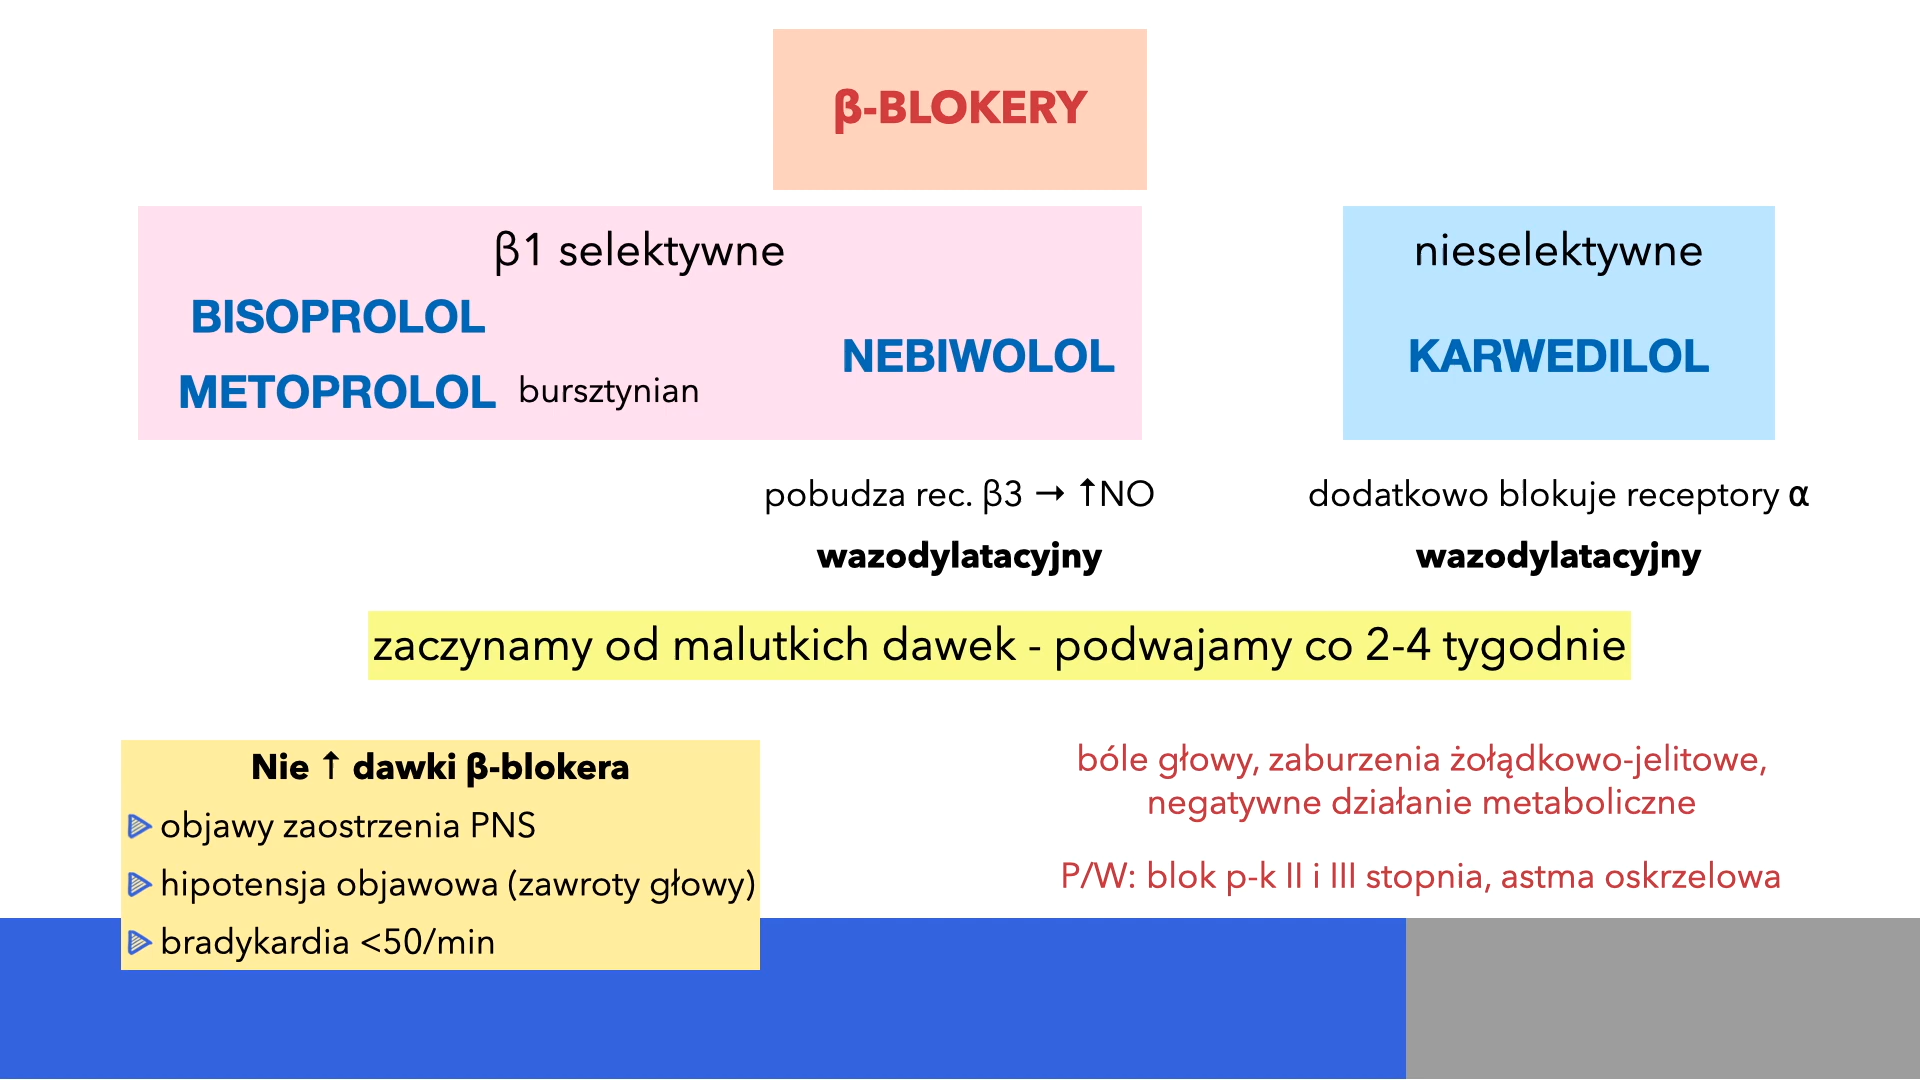 β-BLOKERY
β1 selektywne
BISOPROLOL
METOPROLOL bursztynian
NEBIWOLOL
nieselektywne
KARWEDILOL
pobudza rec. β3 → ↑NO
wazodylatacyjny
dodatkowo blokuje receptory α
wazodylatacyjny
zaczynamy od malutkich dawek - podwajamy co 2-4 tygodnie
Nie ↑ dawki β-blokera
objawy zaostrzenia PNS
hipotensja objawowa (zawroty głowy)
bradykardia <50/min
bóle głowy, zaburzenia żołądkowo-jelitowe,
negatywne działanie metaboliczne
P/W: blok p-k II i III stopnia, astma oskrzelowa